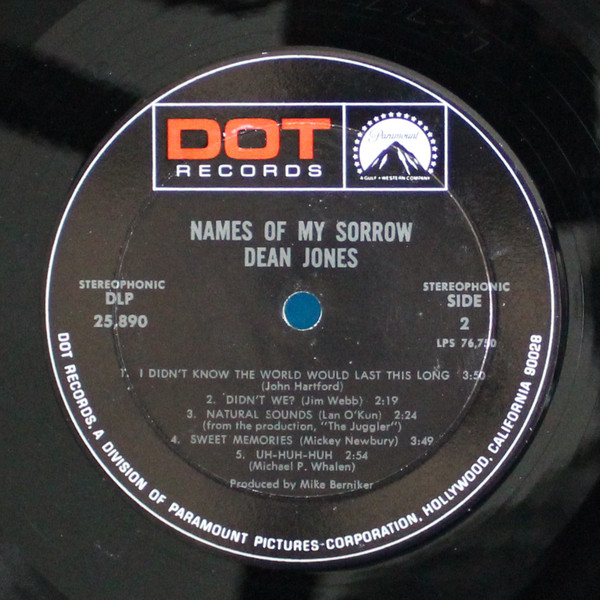 DOT
RECORDS
Paramount
A GULF + WESTERN COMPANY
NAMES OF MY SORROW
DEAN JONES
STEREOPHONIC
DLP
25,890
STEREOPHONIC
SIDE
2
LPS 76,750
1. I DIDN'T KNOW THE WORLD WOULD LAST THIS LONG 3:50
(John Hartford)
2. DIDN'T WE? (Jim Webb) 2:19
3. NATURAL SOUNDS (Lan O'Kun) 2:24
(from the production, "The Juggler")
4. SWEET MEMORIES (Mickey Newbury) 3:49
5. UH-HUH-HUH 2:54
(Michael P. Whalen)
Produced by Mike Berniker
DOT RECORDS, A DIVISION OF PARAMOUNT PICTURES-CORPORATION, HOLLYWOOD, CALIFORNIA 90028